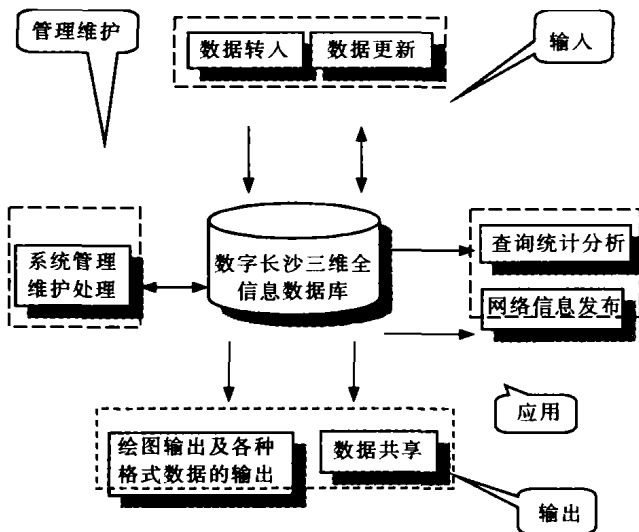 管理维护
数据转入 数据更新
输入
系统管理
维护处理
数字长沙三维全
信息数据库
查询统计分析
网络信息发布
应用
绘图输出及各种
格式数据的输出
数据共享
输出